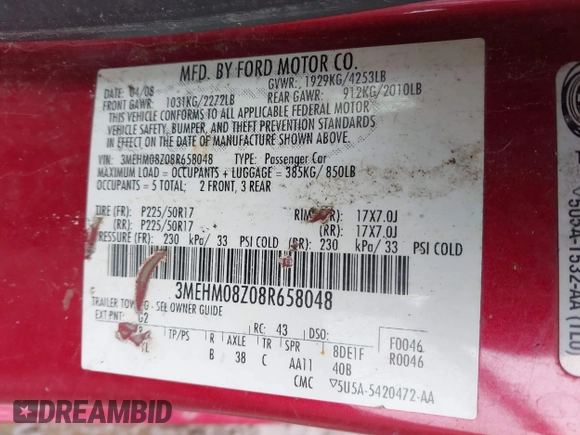 MFD. BY FORD MOTOR CO.
DATE: 04/08 GVWR: 1929KG/4253LB
FRONT GAWR: 1031KG/2272LB REAR GAWR: 912KG/2010LB
THIS VEHICLE CONFORMS TO ALL APPLICABLE FEDERAL MOTOR
VEHICLE SAFETY, BUMPER, AND THEFT PREVENTION STANDARDS
IN EFFECT ON THE DATE OF MANUFACTURE SHOWN ABOVE.
VIN: 3MEHM08Z08R658048 TYPE: Passenger Car
MAXIMUM LOAD = OCCUPANTS + LUGGAGE = 385KG/850LB
OCCUPANTS = 5 TOTAL; 2 FRONT, 3 REAR
TIRE (FR): P225/50R17 RIM (FR): 17X7.0J
(RR): P225/50R17 (RR): 17X7.0J
PRESSURE (FR): 230 kPa/ 33 PSI COLD (RR): 230 kPa/ 33 PSI COLD
3MEHM08Z08R658048
TRAILER TOWING - SEE OWNER GUIDE
EXT PNT: G2 RC: 43 DSO: F0046
TP/PS R AXLE TR SPR 8DE1F R0046
B 38 C AA11 40B
CMC ▽5U5A-5420472-AA
DREAMBID